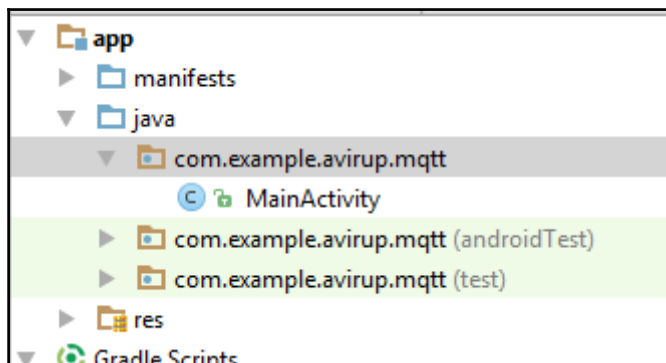 app
manifests
java
com.example.avirup.mqtt
C MainActivity
com.example.avirup.mqtt (androidTest)
com.example.avirup.mqtt (test)
res
Gradle Scripts